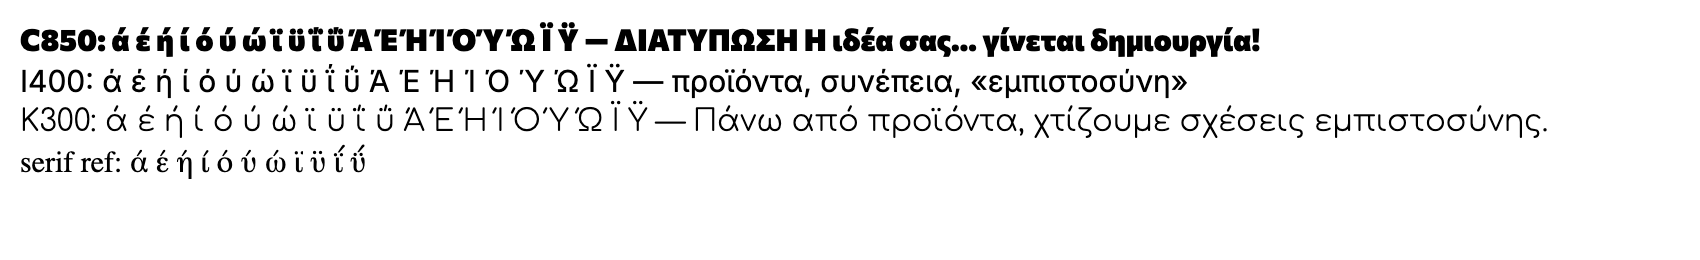 C850: ά έ ή ί ό ύ ώ ϊ ϋ ΐ ΰ Ά Έ Ή Ί Ό Ύ Ώ Ϊ Ϋ — ΔΙΑΤΥΠΩΣΗ Η ιδέα σας... γίνεται δημιουργία!
I400: ά έ ή ί ό ύ ώ ϊ ϋ ΐ ΰ Ά Έ Ή Ί Ό Ύ Ώ Ϊ Ϋ — προϊόντα, συνέπεια, «εμπιστοσύνη»
K300: ά έ ή ί ό ύ ώ ϊ ϋ ΐ ΰ Ά Έ Ή Ί Ό Ύ Ώ Ϊ Ϋ — Πάνω από προϊόντα, χτίζουμε σχέσεις εμπιστοσύνης.
serif ref: ά έ ή ί ό ύ ώ ϊ ϋ ΐ ΰ